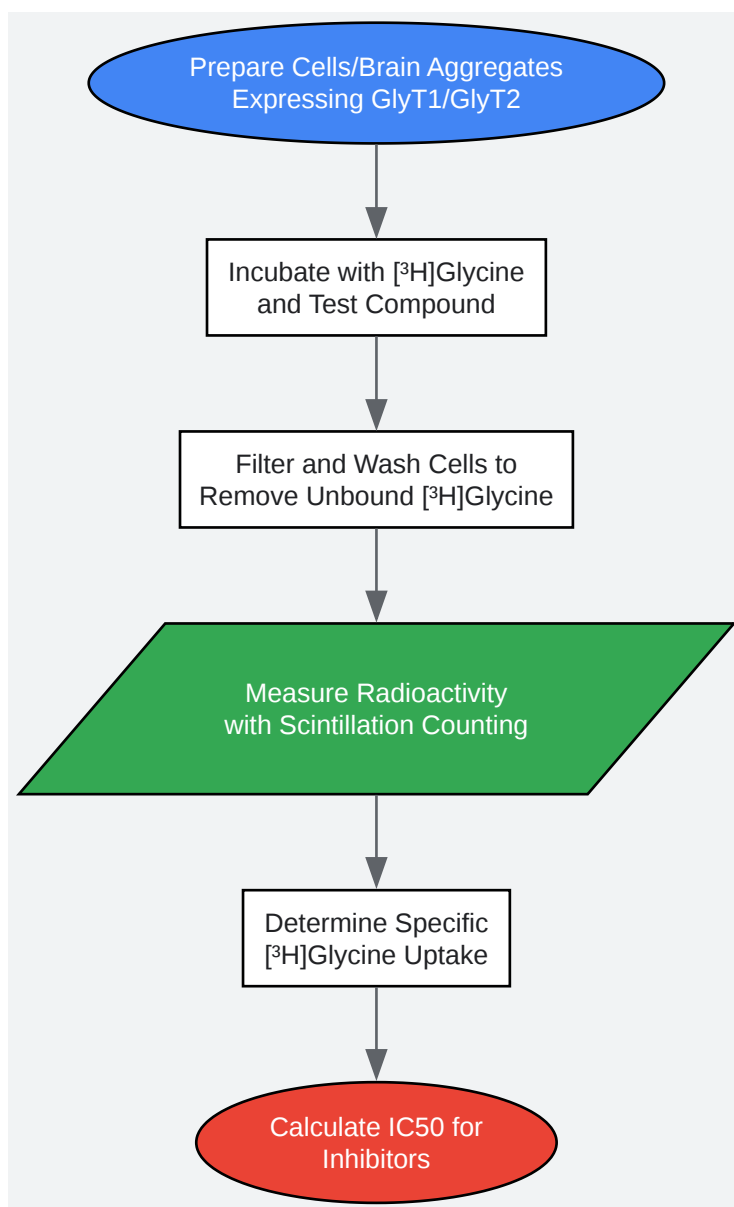 Prepare Cells/Brain Aggregates
Expressing GlyT1/GlyT2
Incubate with [³H]Glycine
and Test Compound
Filter and Wash Cells to
Remove Unbound [³H]Glycine
Measure Radioactivity
with Scintillation Counting
Determine Specific
[³H]Glycine Uptake
Calculate IC50 for
Inhibitors